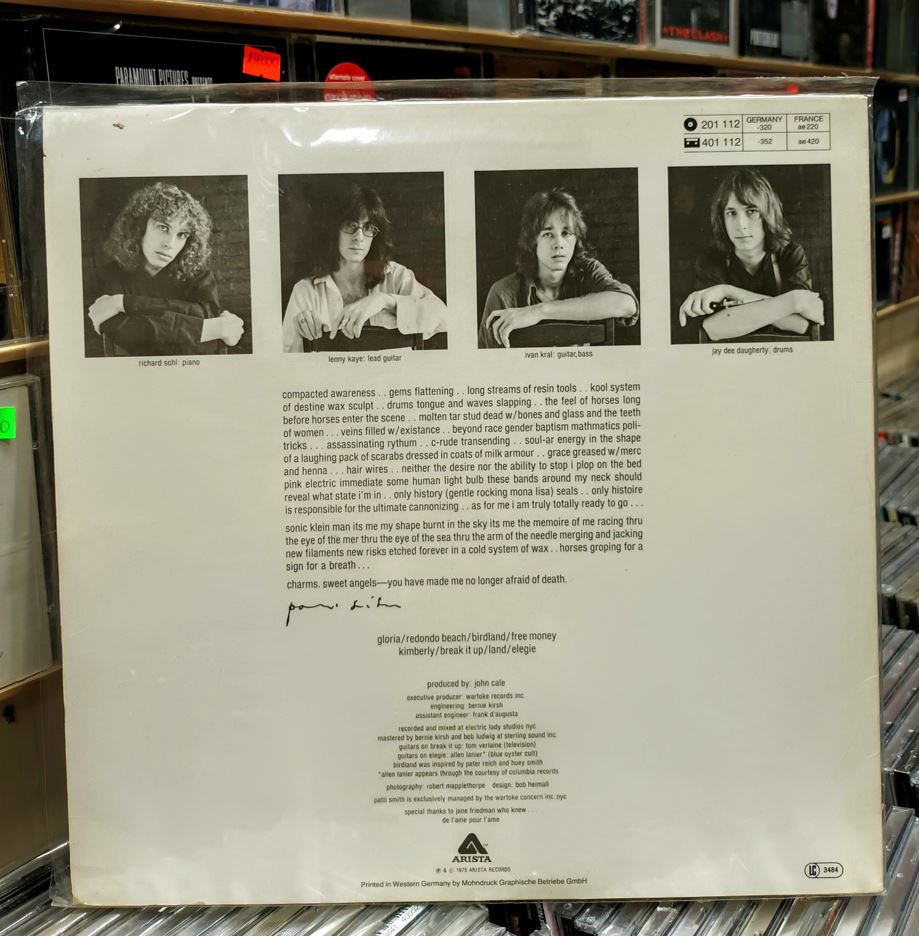 THE CLASH
14000
PARAMOUNT PICTURES
alternate cover
201 112 GERMANY -320 FRANCE ae 220
401 112 -352 ae 420
richard sohl: piano
lenny kaye: lead guitar
ivan kral: guitar, bass
jay dee daugherty: drums
compacted awareness . . gems flattening . . long streams of resin tools . . kool system
of destine wax sculpt . . drums tongue and waves slapping . . the feel of horses long
before horses enter the scene . . molten tar stud dead w/bones and glass and the teeth
of women . . . veins filled w/existance . . beyond race gender baptism mathmatics poli-
tricks . . . assassinating rythum . . c-rude transending . . soul-ar energy in the shape
of a laughing pack of scarabs dressed in coats of milk armour . . grace greased w/merc
and henna . . . hair wires . . neither the desire nor the ability to stop i plop on the bed
pink electric immediate some human light bulb these bands around my neck should
reveal what state i'm in . . only history (gentle rocking mona lisa) seals . . only histoire
is responsible for the ultimate cannonizing . . as for me i am truly totally ready to go . . .
sonic klein man its me my shape burnt in the sky its me the memoire of me racing thru
the eye of the mer thru the eye of the sea thru the arm of the needle merging and jacking
new filaments new risks etched forever in a cold system of wax . . horses groping for a
sign for a breath . . .
charms. sweet angels—you have made me no longer afraid of death.
patti smith
gloria/redondo beach/birdland/free money
kimberly/break it up/land/elegie
produced by: john cale
executive producer: wartoke records inc.
engineering: bernie kirsh
assistant engineer: frank d'augusta
recorded and mixed at electric lady studios nyc
mastered by bernie kirsh and bob ludwig at sterling sound inc.
guitars on break it up: tom verlaine (television)
guitars on elegie: allen lanier* (blue oyster cult)
birdland was inspired by peter reich and huey smith
*allen lanier appears through the courtesy of columbia records
photography: robert mapplethorpe design: bob heimall
patti smith is exclusively managed by the wartoke concern inc. nyc
special thanks to jane friedman who knew . . .
de l'ame pour l'ame
ARISTA
℗ & © 1975 ARISTA RECORDS
Printed in Western Germany by Mohndruck Graphische Betriebe GmbH
LC 3484